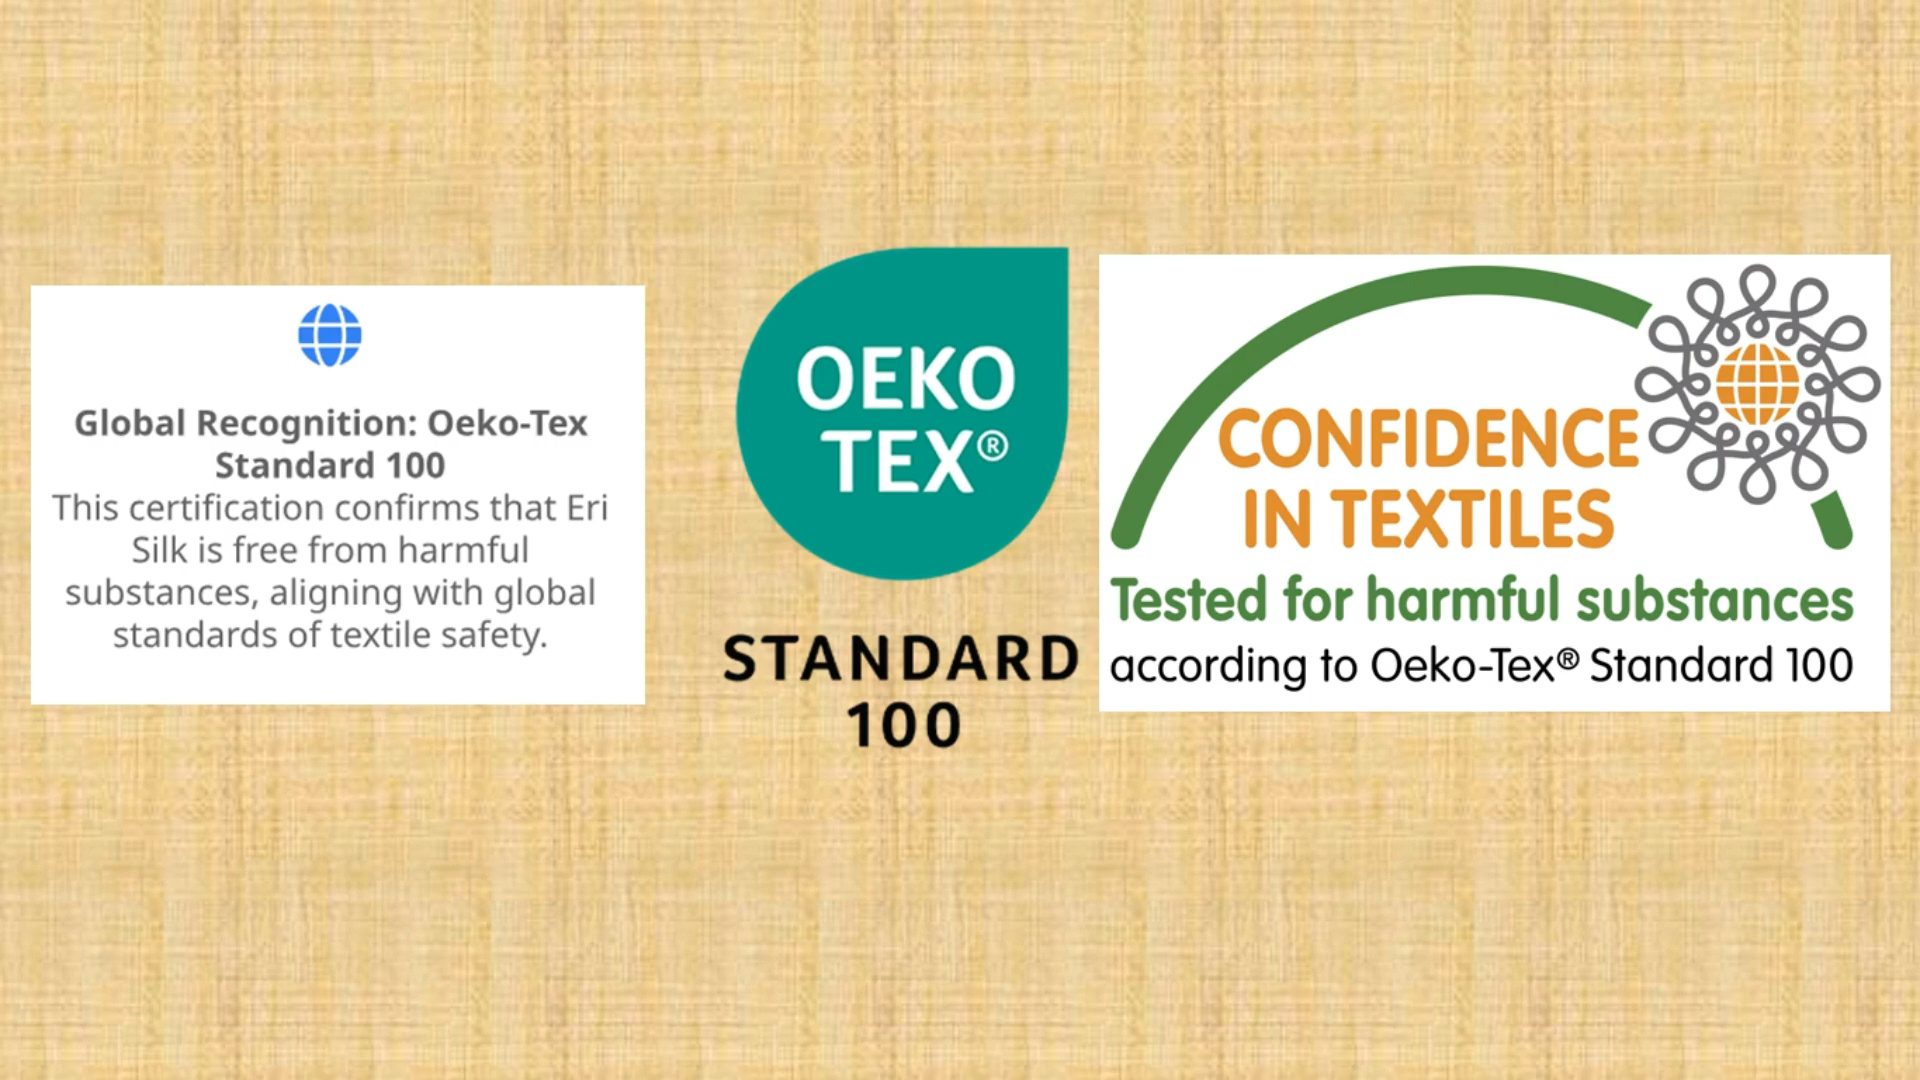 Global Recognition: Oeko-Tex
Standard 100
This certification confirms that Eri
Silk is free from harmful
substances, aligning with global
standards of textile safety.
OEKO
TEX®
STANDARD
100
CONFIDENCE
IN TEXTILES
Tested for harmful substances
according to Oeko-Tex® Standard 100